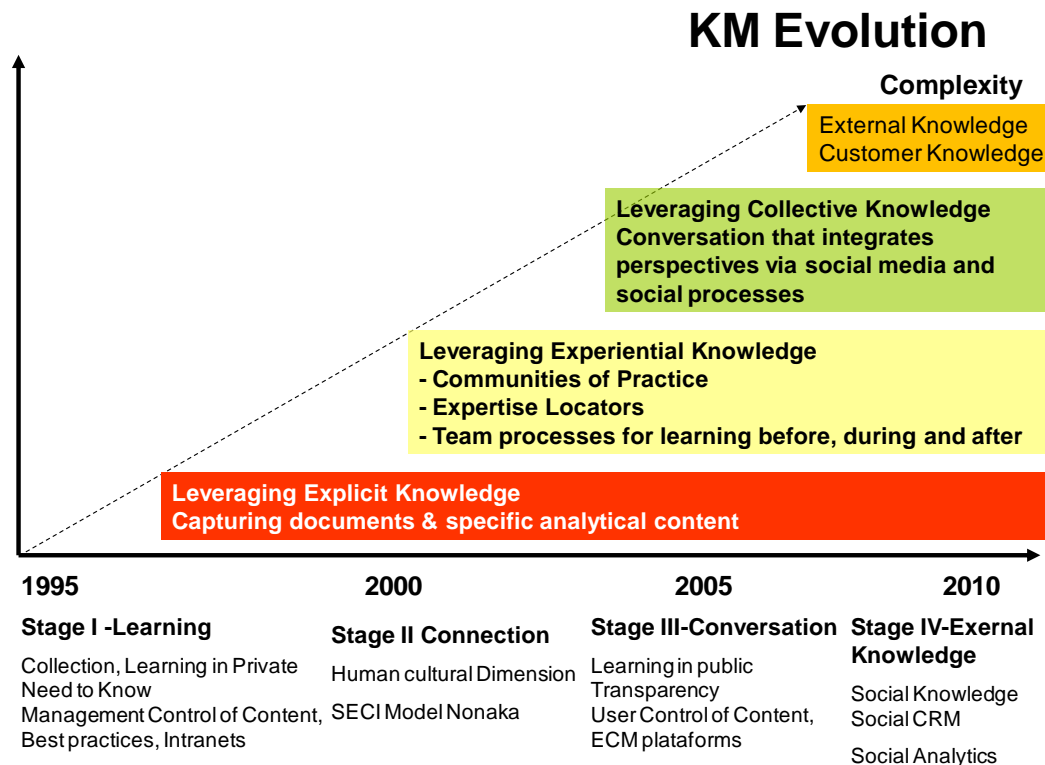 KM Evolution
Complexity
External Knowledge
Customer Knowledge
Leveraging Collective Knowledge
Conversation that integrates
perspectives via social media and
social processes
Leveraging Experiential Knowledge
- Communities of Practice
- Expertise Locators
- Team processes for learning before, during and after
Leveraging Explicit Knowledge
Capturing documents & specific analytical content
1995
2000
2005
2010
Stage I -Learning
Collection, Learning in Private
Need to Know
Management Control of Content,
Best practices, Intranets
Stage II Connection
Human cultural Dimension
SECI Model Nonaka
Stage III-Conversation
Learning in public
Transparency
User Control of Content,
ECM plataforms
Stage IV-Exernal
Knowledge
Social Knowledge
Social CRM
Social Analytics